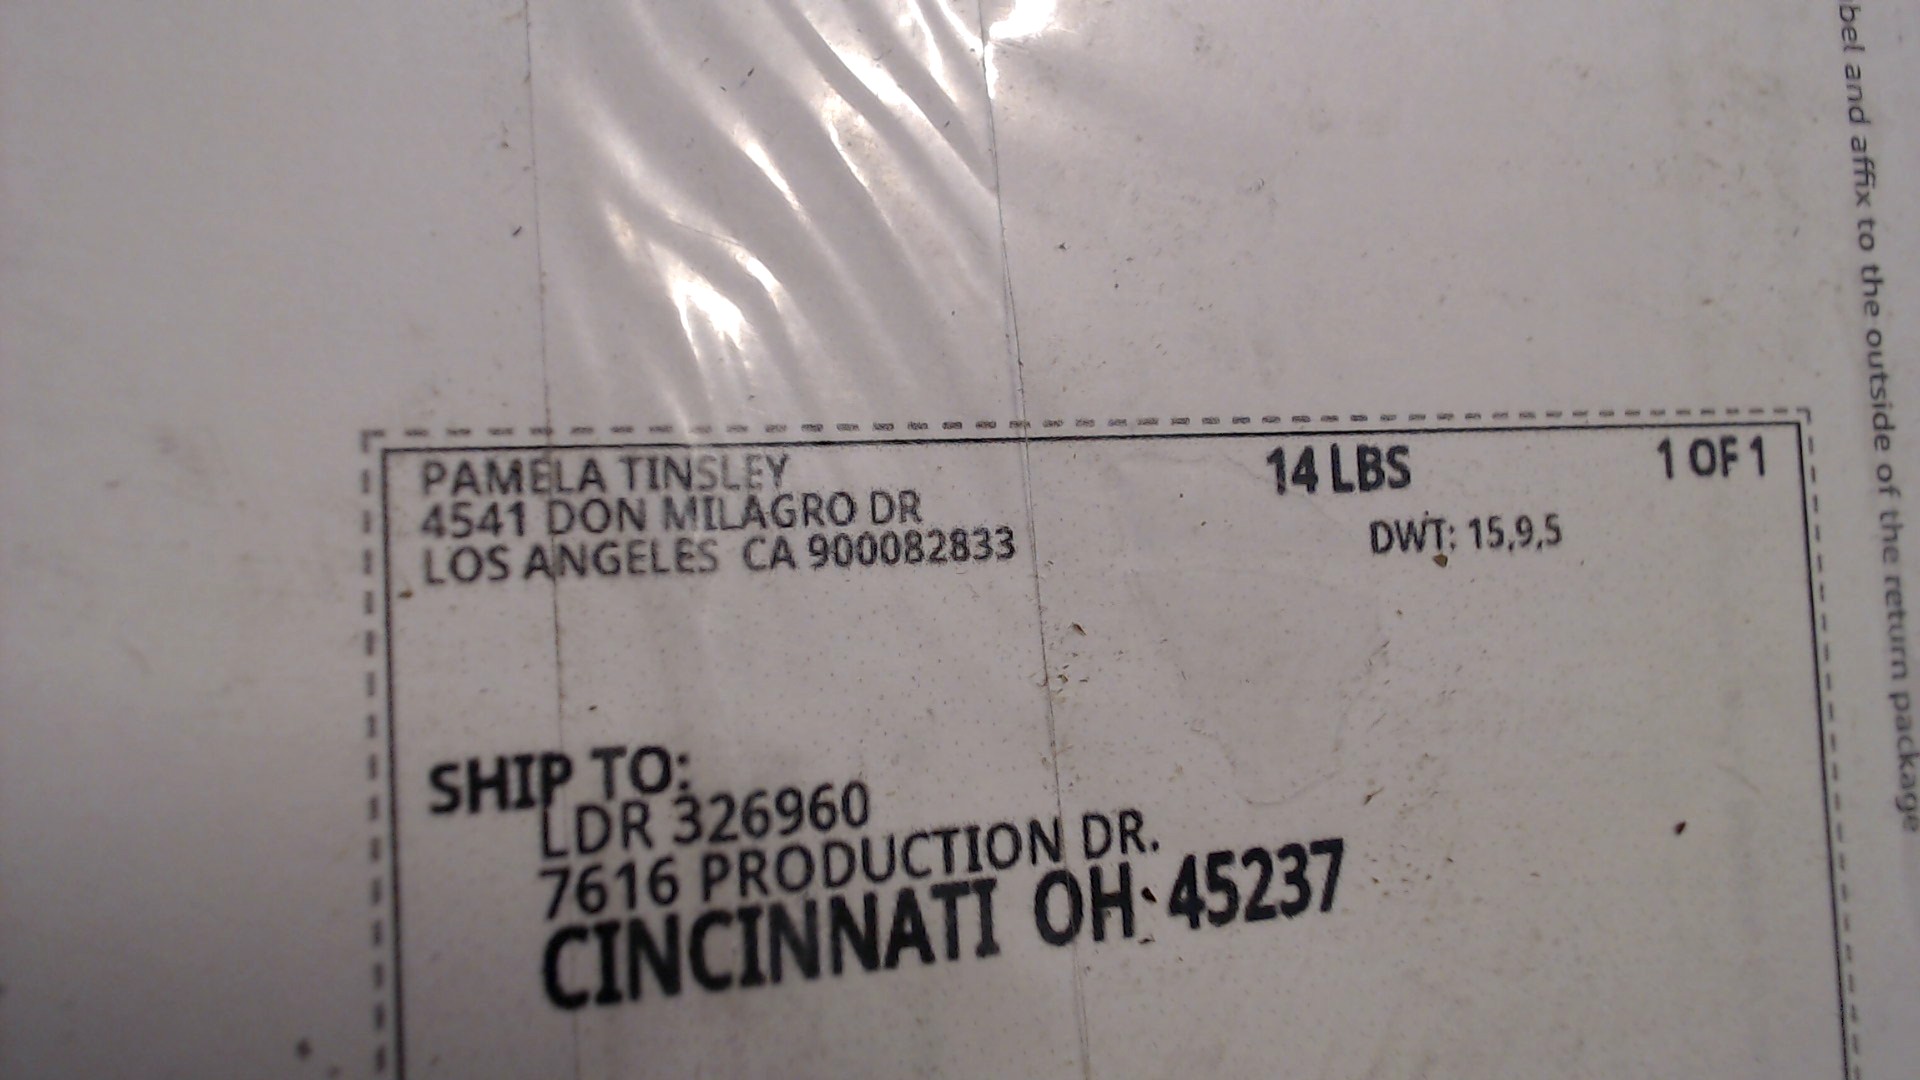 PAMELA TINSLEY
4541 DON MILAGRO DR
LOS ANGELES CA 900082833
14 LBS
1 OF 1
DWT: 15,9,5
SHIP TO:
LDR 326960
7616 PRODUCTION DR.
CINCINNATI OH 45237
and affix to the outside of the return package